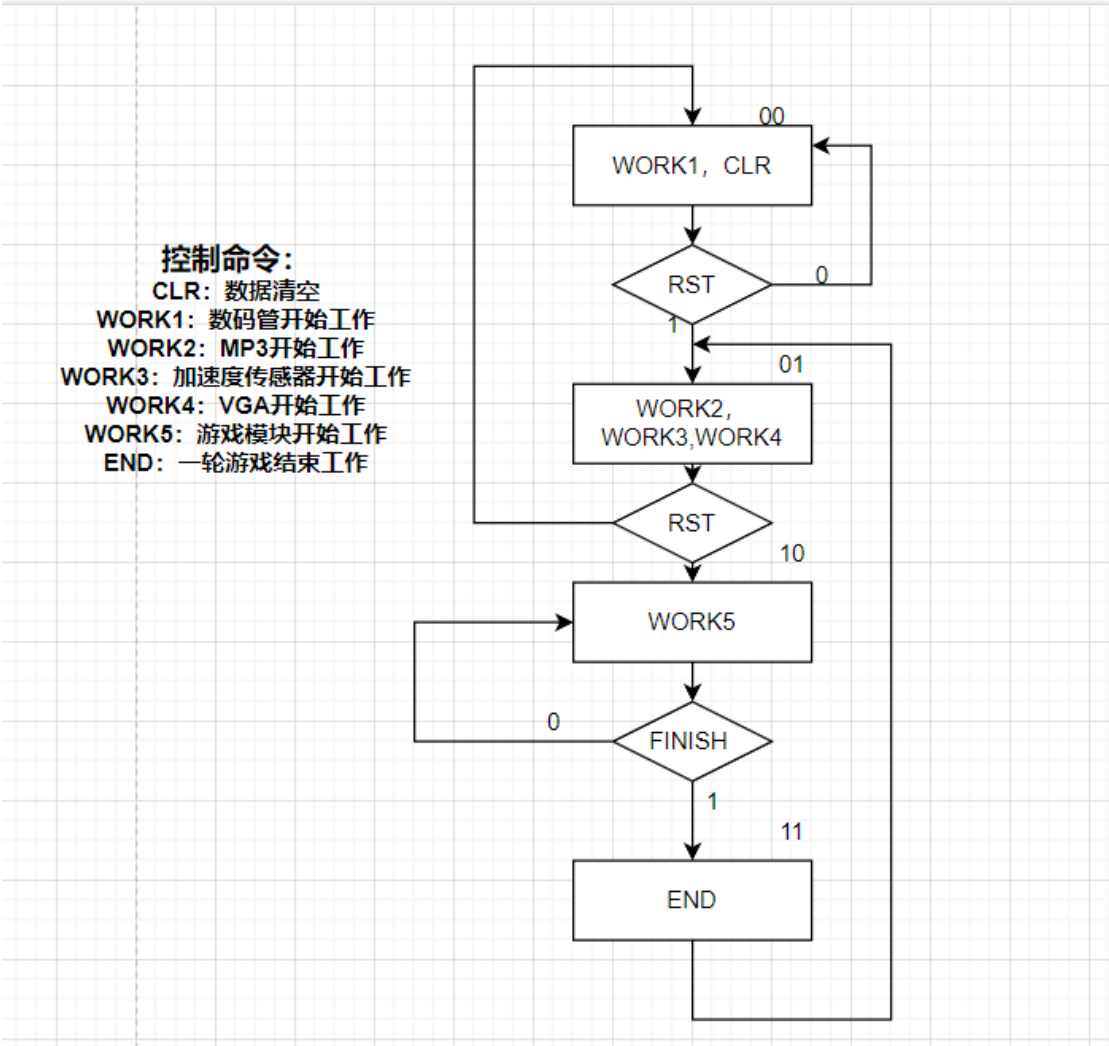 控制命令：
CLR：数据清空
WORK1：数码管开始工作
WORK2：MP3开始工作
WORK3：加速度传感器开始工作
WORK4：VGA开始工作
WORK5：游戏模块开始工作
END：一轮游戏结束工作
00
WORK1，CLR
RST
0
1
01
WORK2，
WORK3,WORK4
RST
10
WORK5
0
FINISH
1
11
END